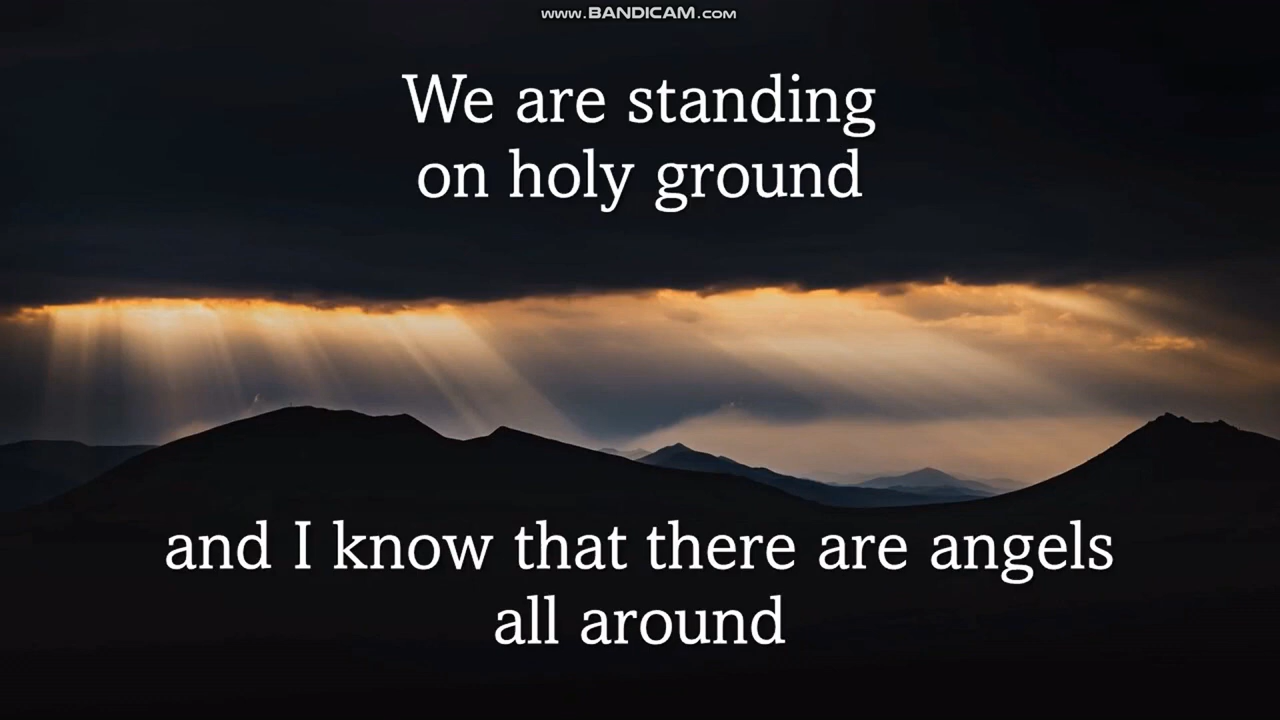 www.BANDICAM.com
We are standing
on holy ground
and I know that there are angels
all around